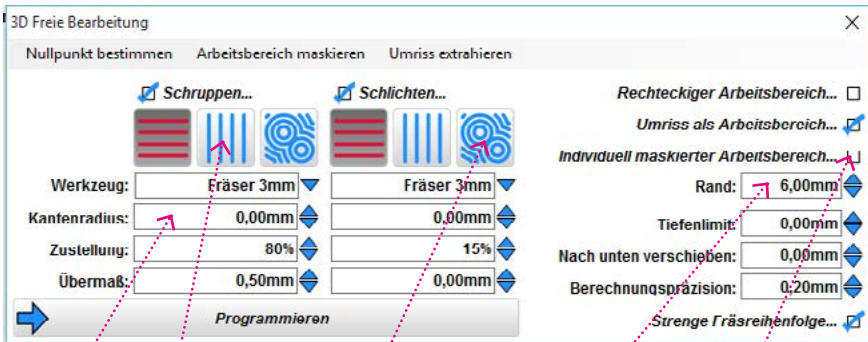 3D Freie Bearbeitung
Nullpunkt bestimmen Arbeitsbereich maskieren Umriss extrahieren
Schruppen... Schlichten...
Rechteckiger Arbeitsbereich...
Umriss als Arbeitsbereich...
Individuell maskierter Arbeitsbereich...
Werkzeug: Fräser 3mm Fräser 3mm
Rand: 6,00mm
Kantenradius: 0,00mm 0,00mm
Tiefenlimit: 0,00mm
Zustellung: 80% 15%
Nach unten verschieben: 0,00mm
Übermaß: 0,50mm 0,00mm
Berechnungspräzision: 0,20mm
Programmieren
Strenge Fräsreihenfolge...